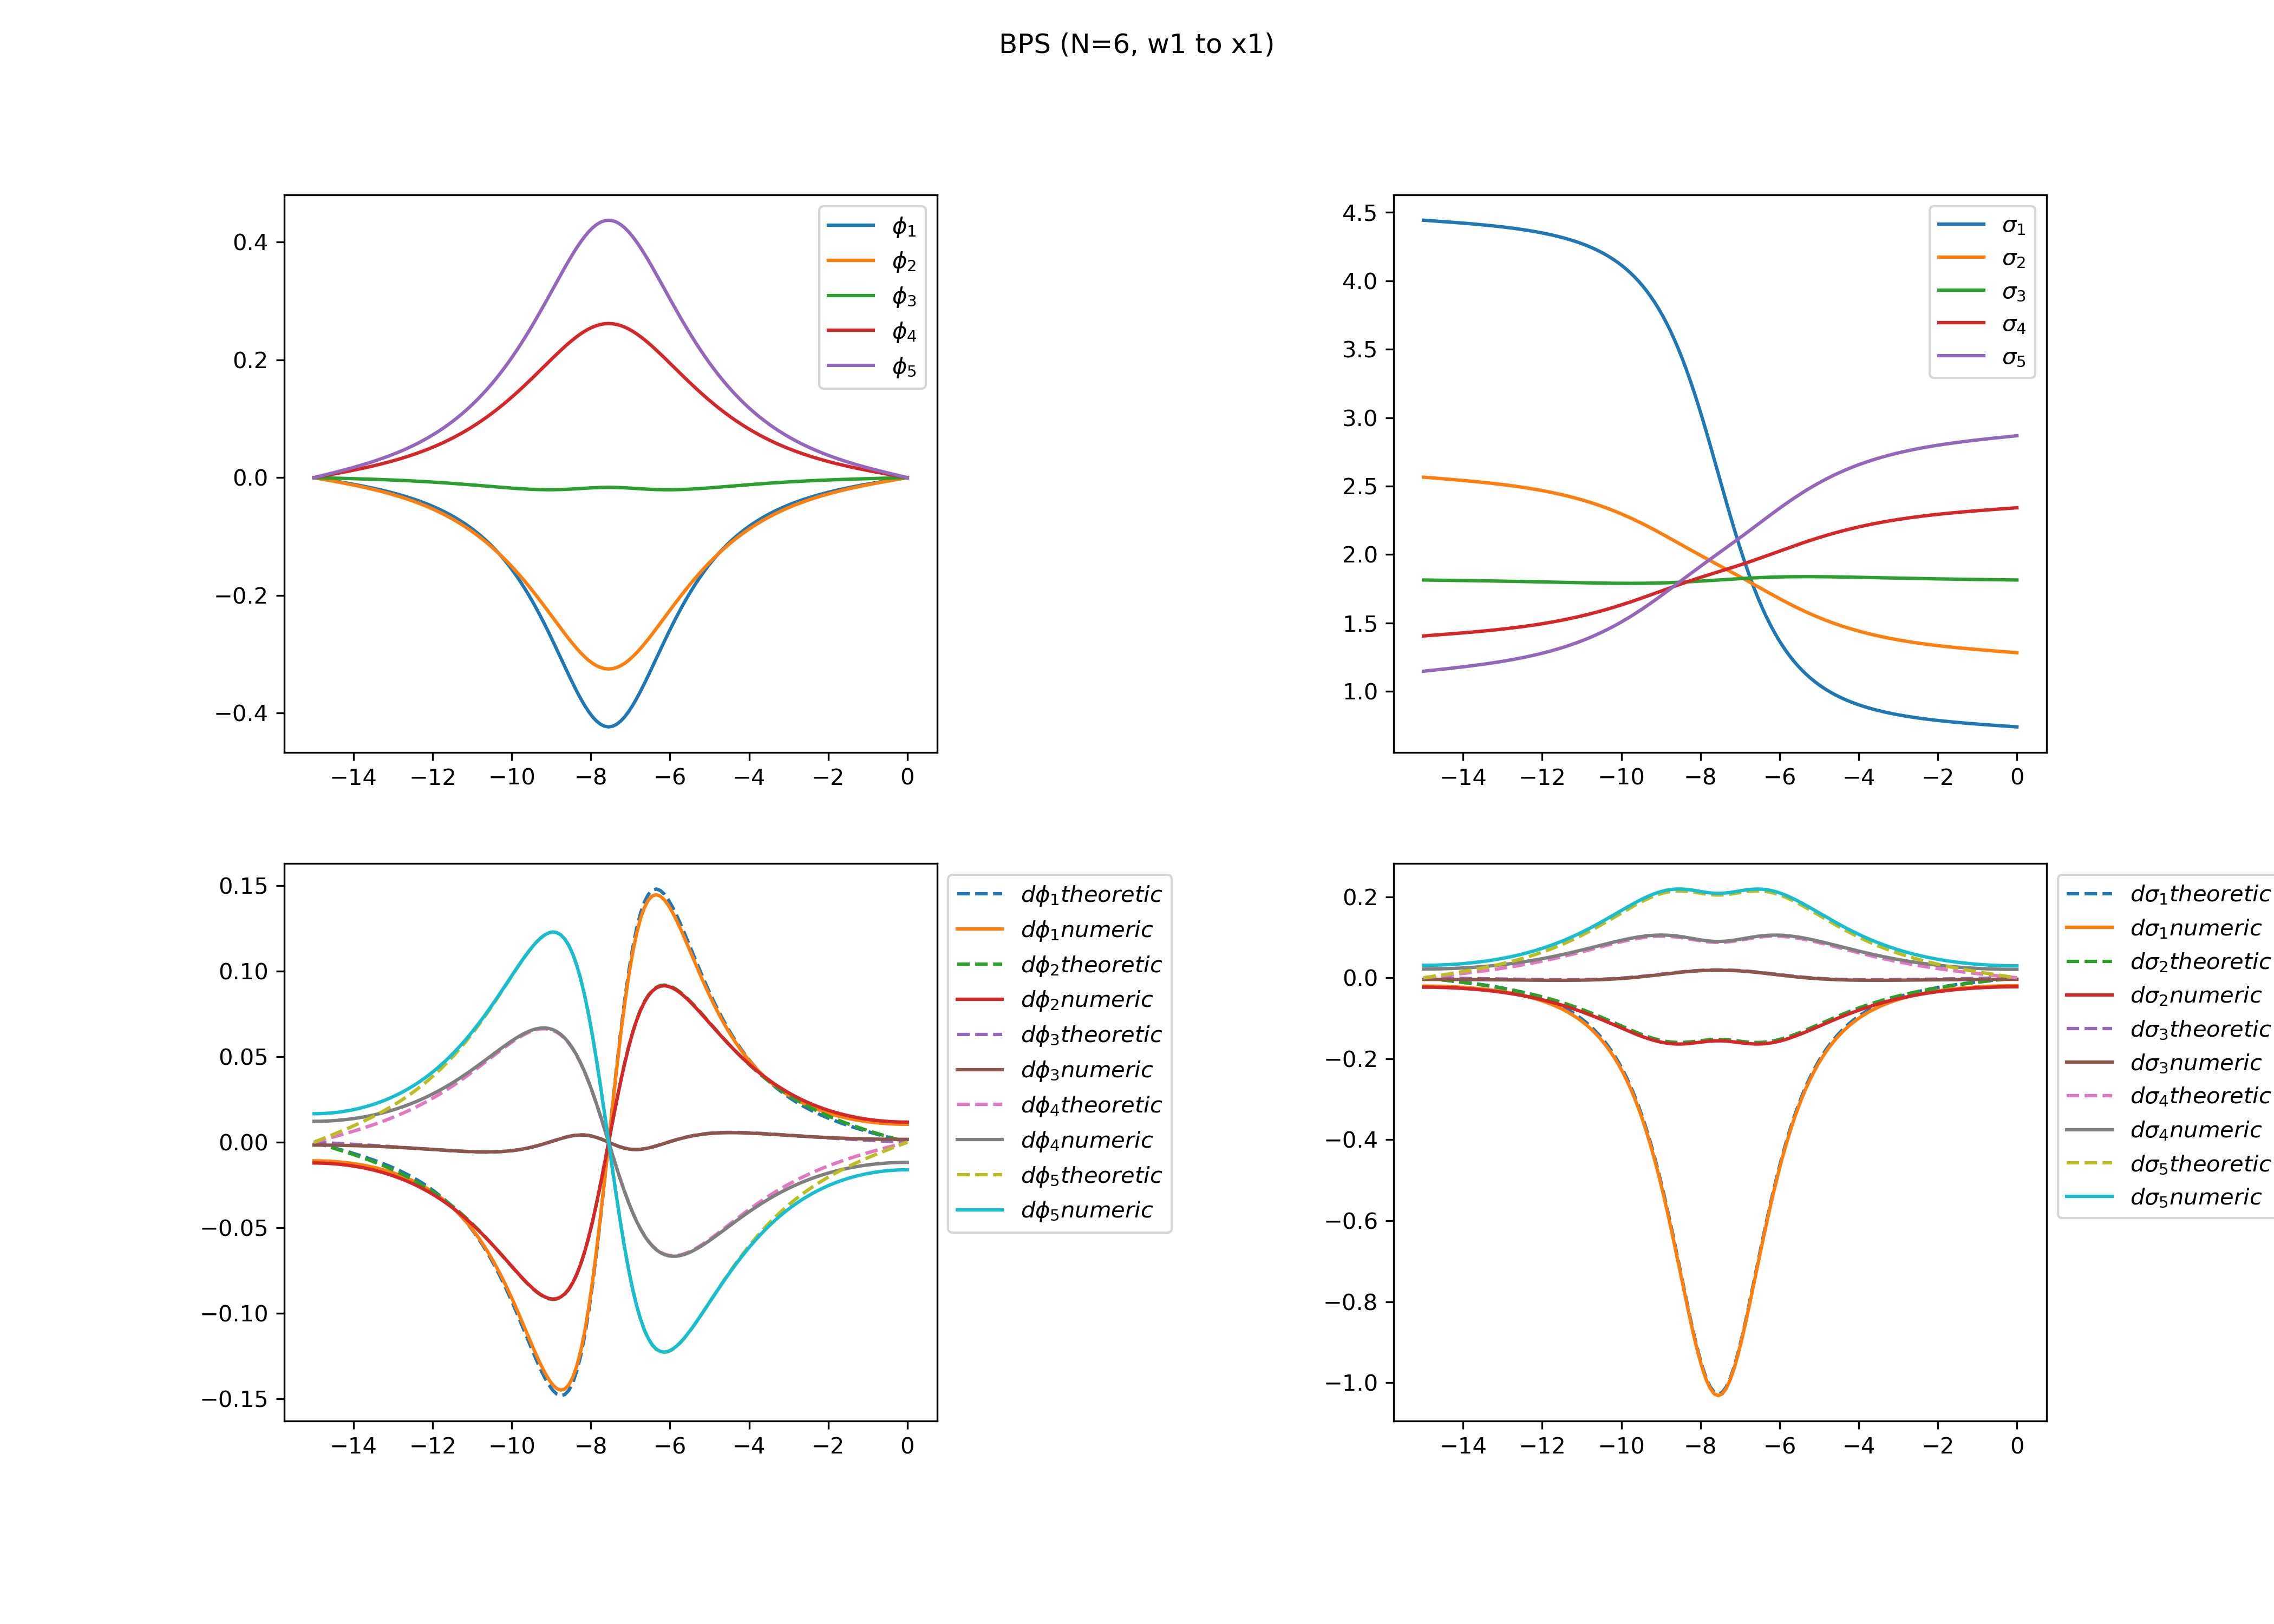 BPS (N=6, w1 to x1)
0.4
0.2
0.0
−0.2
−0.4
−14 −12 −10 −8 −6 −4 −2 0
ϕ1
ϕ2
ϕ3
ϕ4
ϕ5
4.5
4.0
3.5
3.0
2.5
2.0
1.5
1.0
−14 −12 −10 −8 −6 −4 −2 0
σ1
σ2
σ3
σ4
σ5
0.15
0.10
0.05
0.00
−0.05
−0.10
−0.15
−14 −12 −10 −8 −6 −4 −2 0
dϕ1theoretic
dϕ1numeric
dϕ2theoretic
dϕ2numeric
dϕ3theoretic
dϕ3numeric
dϕ4theoretic
dϕ4numeric
dϕ5theoretic
dϕ5numeric
0.2
0.0
−0.2
−0.4
−0.6
−0.8
−1.0
−14 −12 −10 −8 −6 −4 −2 0
dσ1theoretic
dσ1numeric
dσ2theoretic
dσ2numeric
dσ3theoretic
dσ3numeric
dσ4theoretic
dσ4numeric
dσ5theoretic
dσ5numeric